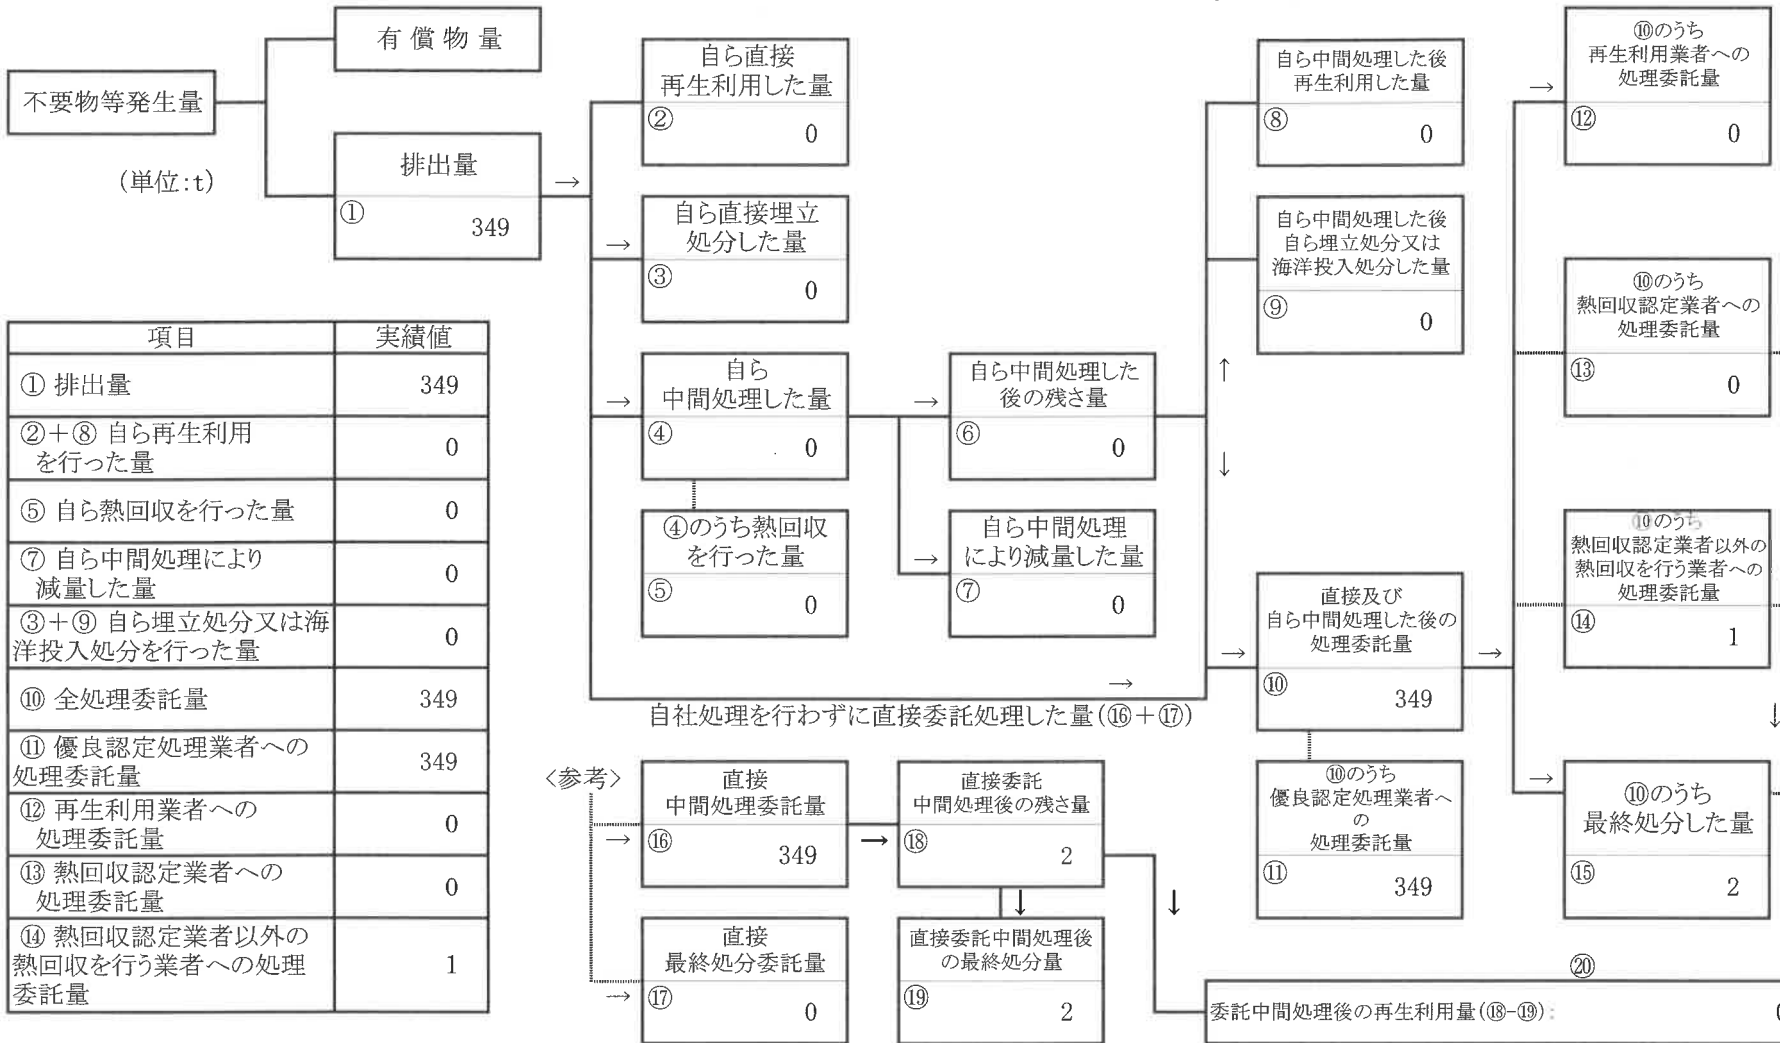 不要物等発生量
(単位:t)
有 償 物 量
排出量
①
349
→
自ら直接
再生利用した量
②
0
→
自ら直接埋立
処分した量
③
0
→
自ら
中間処理した量
④
0
④のうち熱回収
を行った量
⑤
0
→
自ら中間処理した
後の残さ量
⑥
0
→
自ら中間処理
により減量した量
⑦
0
自ら中間処理した後
再生利用した量
⑧
0
自ら中間処理した後
自ら埋立処分又は
海洋投入処分した量
⑨
0
↑
↓
→
自社処理を行わずに直接委託処理した量(⑯+⑰)
→
直接及び
自ら中間処理した後の
処理委託量
⑩
349
⑩のうち
優良認定処理業者へ
の
処理委託量
⑪
349
→
→
⑩のうち
再生利用業者への
処理委託量
⑫
0
⑩のうち
熱回収認定業者への
処理委託量
⑬
0
⑩のうち
熱回収認定業者以外の
熱回収を行う業者への
処理委託量
⑭
1
↓
→
⑩のうち
最終処分した量
⑮
2
項目 実績値
① 排出量 349
②+⑧ 自ら再生利用
を行った量 0
⑤ 自ら熱回収を行った量 0
⑦ 自ら中間処理により
減量した量 0
③+⑨ 自ら埋立処分又は海
洋投入処分を行った量 0
⑩ 全処理委託量 349
⑪ 優良認定処理業者への
処理委託量 349
⑫ 再生利用業者への
処理委託量 0
⑬ 熱回収認定業者への
処理委託量 0
⑭ 熱回収認定業者以外の
熱回収を行う業者への処理
委託量 1
〈参考〉
→
直接
中間処理委託量
⑯
349
→
直接委託
中間処理後の残さ量
⑱
2
↓
↓
→
直接
最終処分委託量
⑰
0
直接委託中間処理後
の最終処分量
⑲
2
⑳
委託中間処理後の再生利用量(⑱-⑲):
0